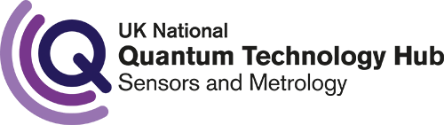 UK National
Quantum Technology Hub
Sensors and Metrology